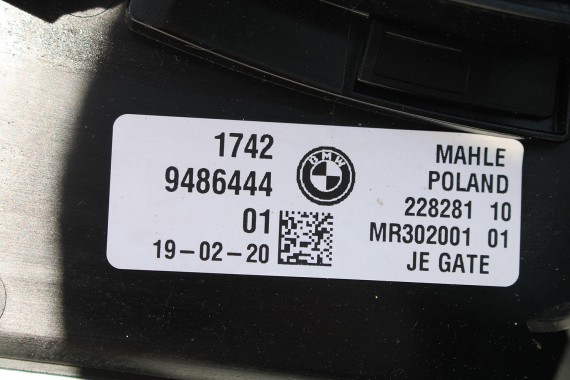 1742
9486444
01
19-02-20
BMW
MAHLE
POLAND
228281 10
MR302001 01
JE GATE